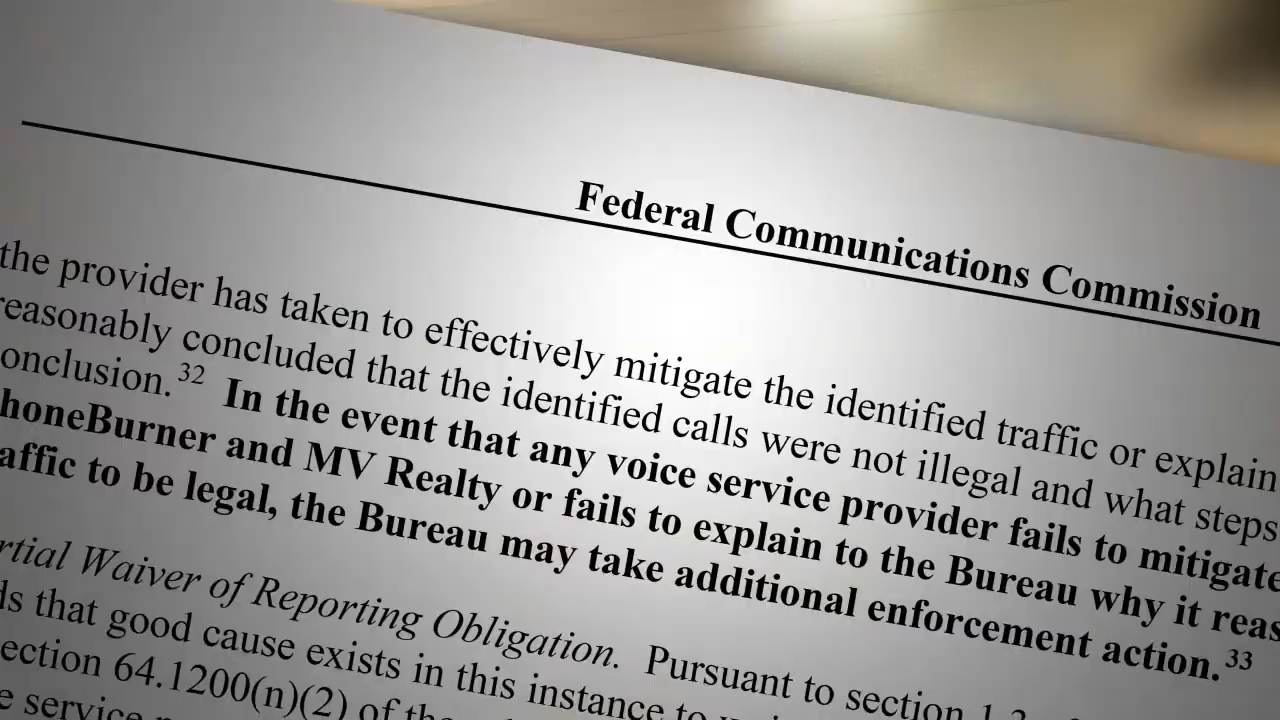 Federal Communications Commission
the provider has taken to effectively mitigate the identified traffic or explain
reasonably concluded that the identified calls were not illegal and what steps
onclusion.32 In the event that any voice service provider fails to mitigate
honeBurner and MV Realty or fails to explain to the Bureau why it reas
affic to be legal, the Bureau may take additional enforcement action.33
rtial Waiver of Reporting Obligation. Pursuant to section
ds that good cause exists in this instance to
ection 64.1200(n)(2) of the
e service